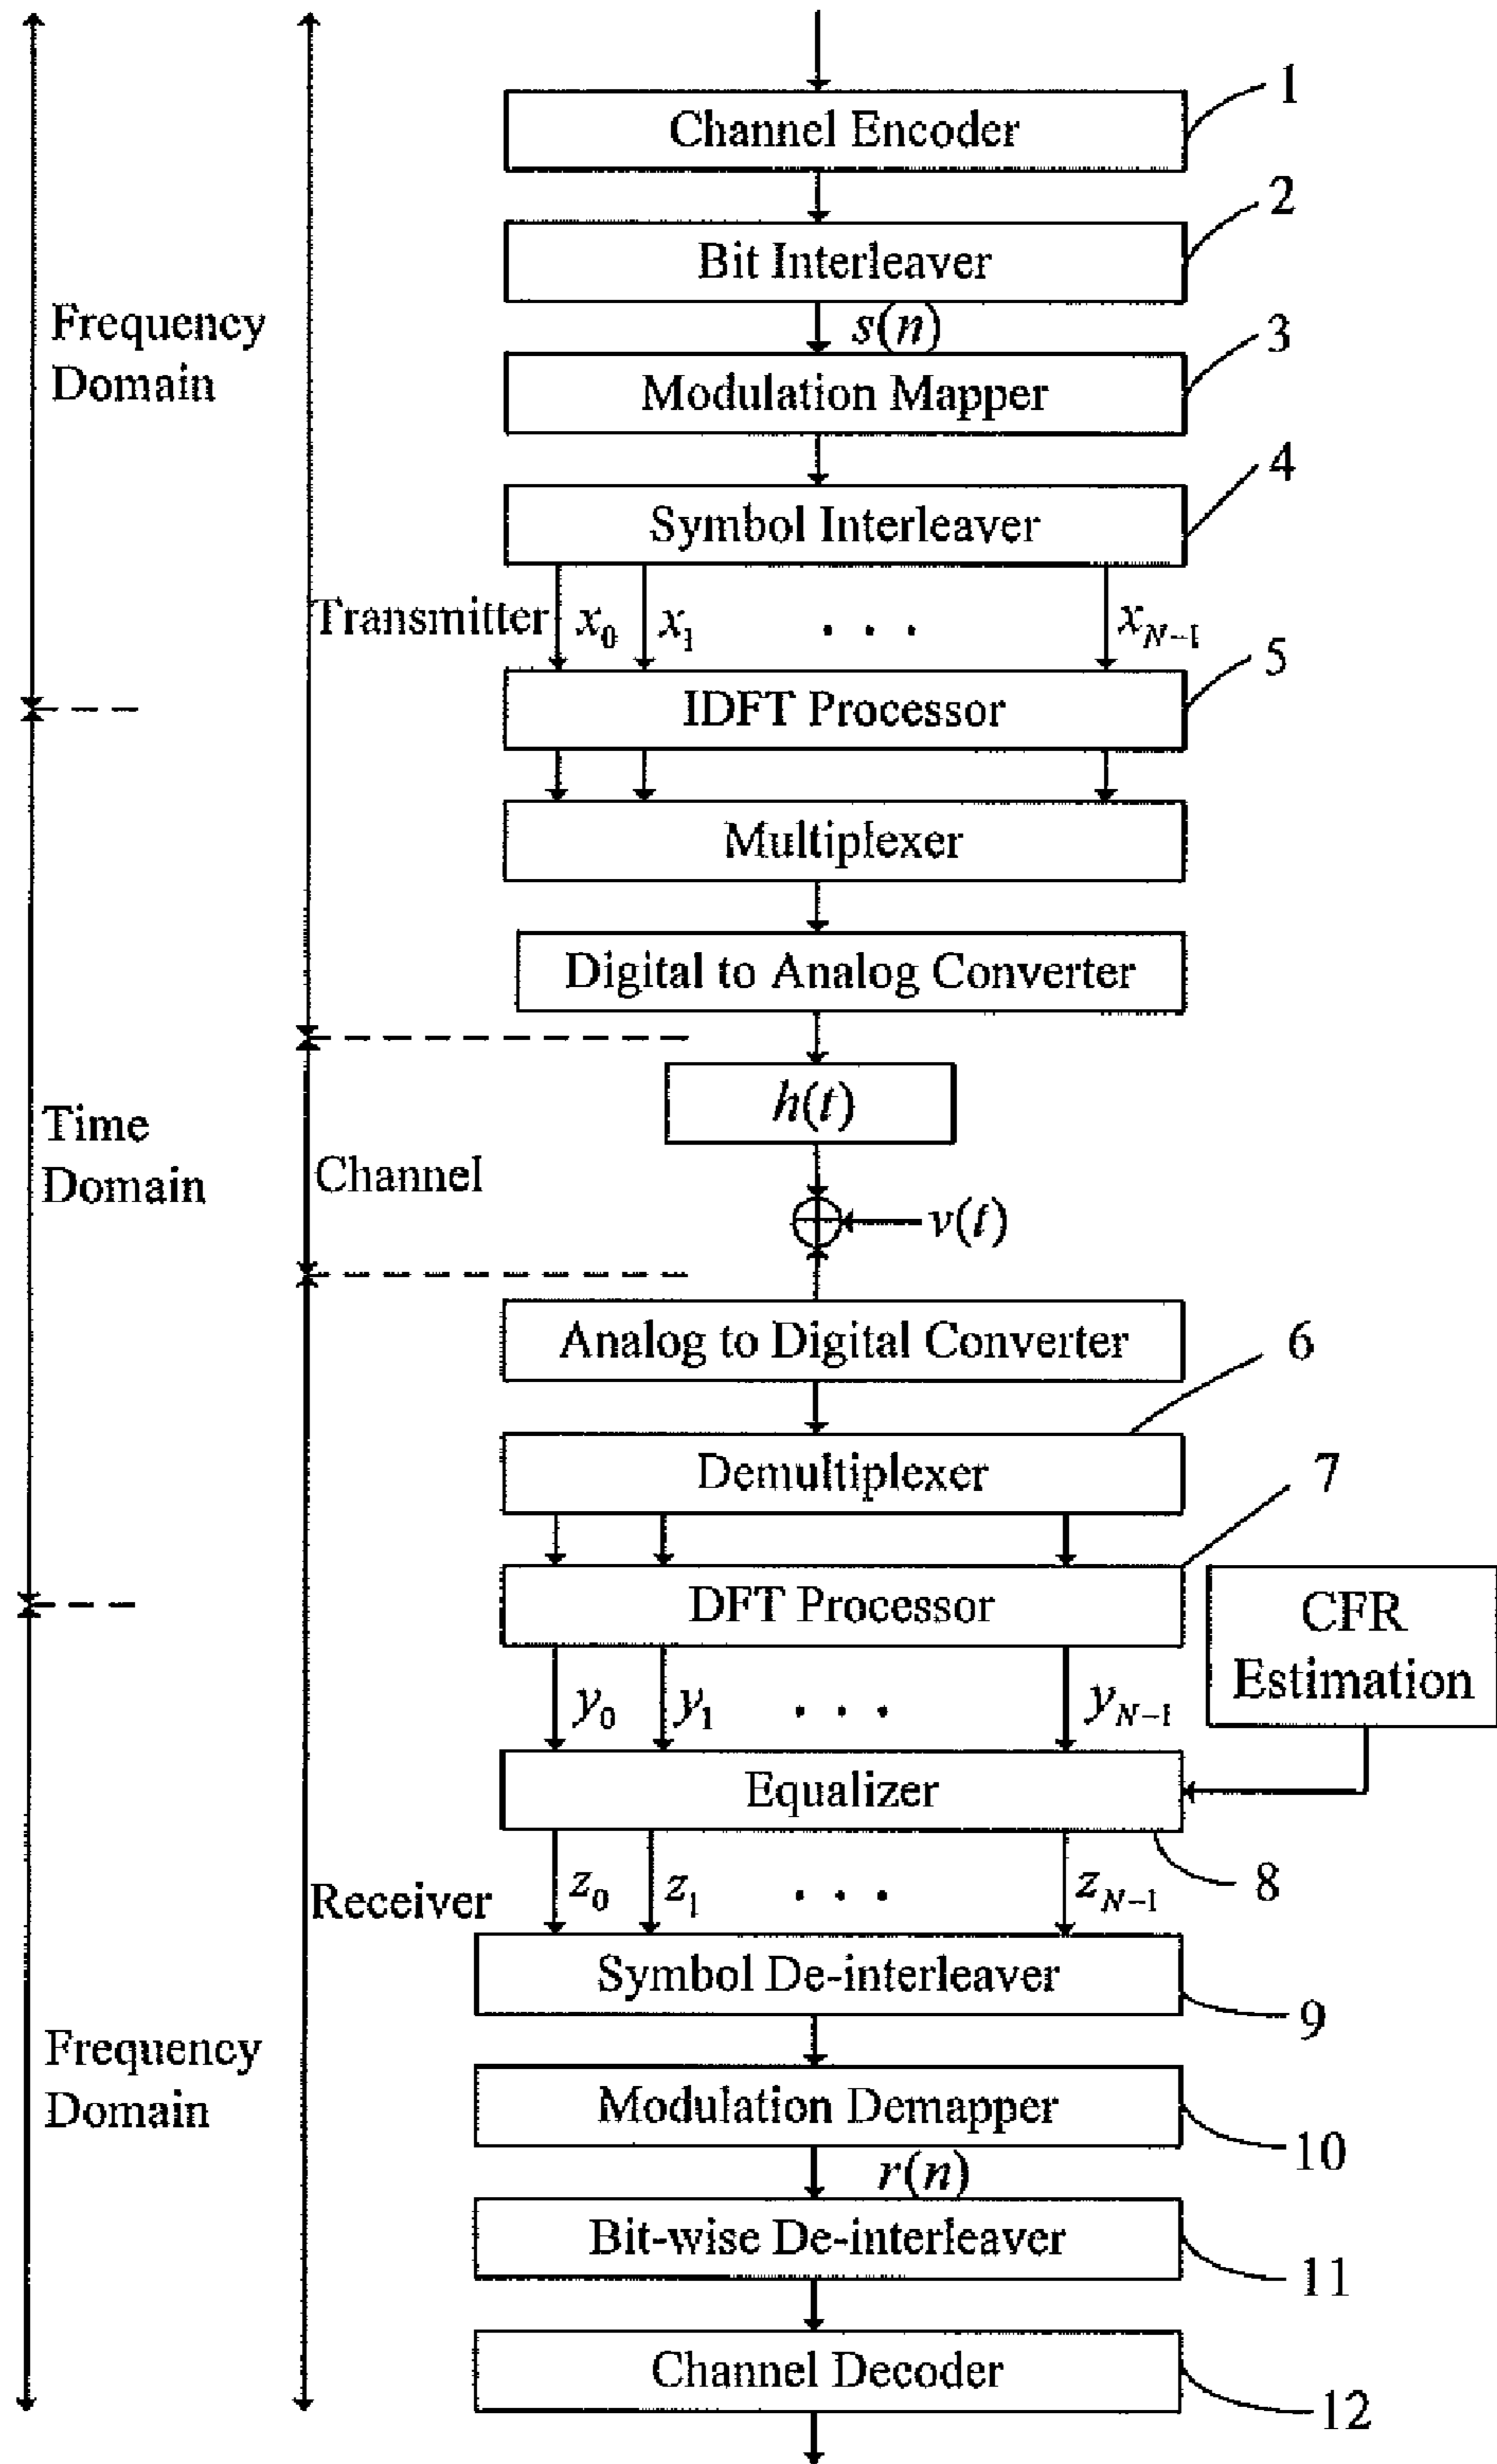 1
Channel Encoder
2
Bit Interleaver
Frequency
Domain
s(n)
3
Modulation Mapper
4
Symbol Interleaver
Transmitter
x₀ x₁ . . . x_{N-1}
5
IDFT Processor
Multiplexer
Digital to Analog Converter
h(t)
Time
Domain
Channel
v(t)
Analog to Digital Converter
6
Demultiplexer
7
DFT Processor
CFR
Estimation
y₀ y₁ . . . y_{N-1}
Equalizer
8
Receiver
z₀ z₁ . . . z_{N-1}
Symbol De-interleaver
9
Frequency
Domain
Modulation Demapper
10
r(n)
Bit-wise De-interleaver
11
Channel Decoder
12